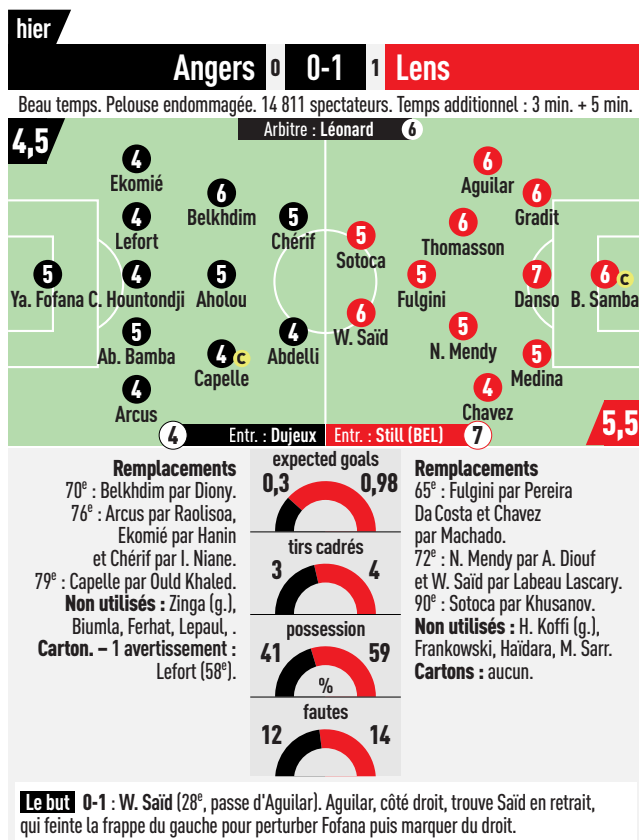 hier
Angers 0 0-1 1 Lens
Beau temps. Pelouse endommagée. 14 811 spectateurs. Temps additionnel : 3 min. + 5 min.
Arbitre : Léonard 6
4,5
4
Ekomié
6
Belkhdim
4
Lefort
5
Chérif
5
Ya. Fofana
4
C. Hountondji
5
Aholou
5
Ab. Bamba
4 C
Capelle
4
Abdelli
4
Arcus
6
Aguilar
6
Gradit
6
Thomasson
5
Sotoca
5
Fulgini
7
Danso
6 C
B. Samba
6
W. Saïd
5
N. Mendy
5
Medina
4
Chavez
5,5
4 Entr. : Dujeux
Entr. : Still (BEL) 7
Remplacements
70e : Belkhdim par Diony.
76e : Arcus par Raolisoa,
Ekomié par Hanin
et Chérif par I. Niane.
79e : Capelle par Ould Khaled.
Non utilisés : Zinga (g.),
Biumla, Ferhat, Lepaul, .
Carton. – 1 avertissement :
Lefort (58e).
expected goals
0,3 0,98
tirs cadrés
3 4
possession
41 59
%
fautes
12 14
Remplacements
65e : Fulgini par Pereira
Da Costa et Chavez
par Machado.
72e : N. Mendy par A. Diouf
et W. Saïd par Labeau Lascary.
90e : Sotoca par Khusanov.
Non utilisés : H. Koffi (g.),
Frankowski, Haïdara, M. Sarr.
Cartons : aucun.
Le but 0-1 : W. Saïd (28e, passe d'Aguilar). Aguilar, côté droit, trouve Saïd en retrait,
qui feinte la frappe du gauche pour perturber Fofana puis marquer du droit.